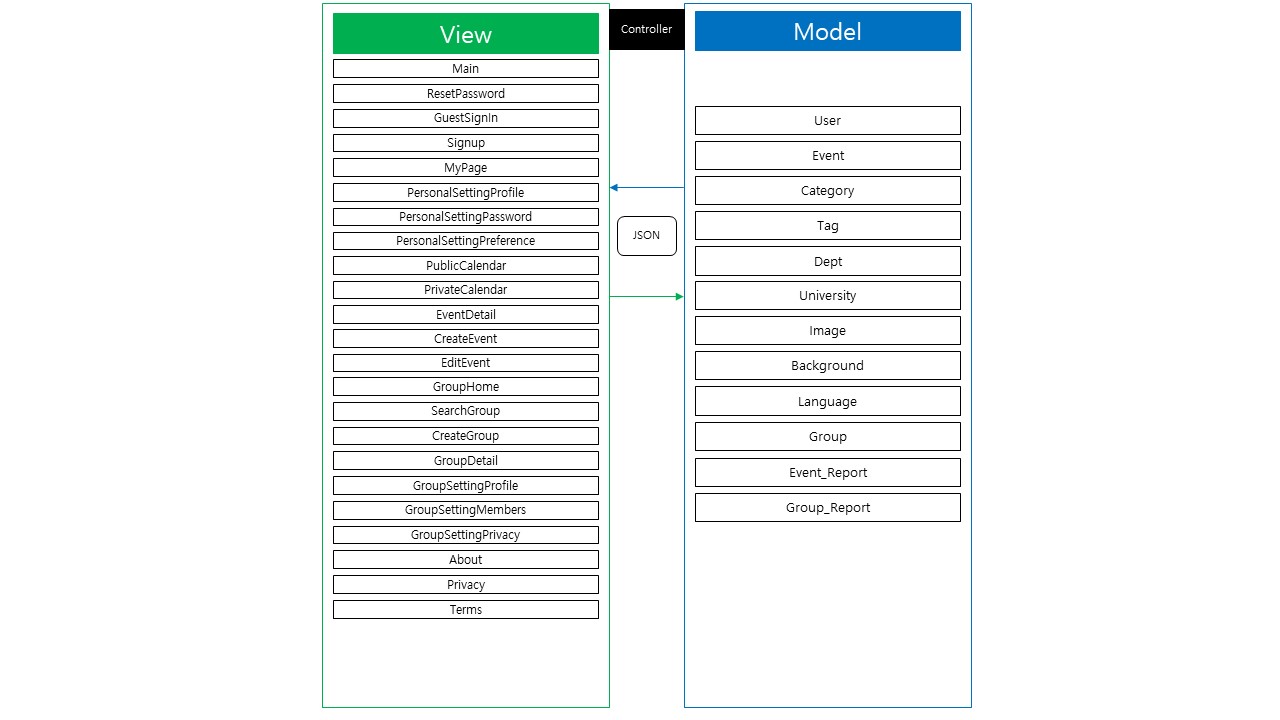 View
Main
ResetPassword
GuestSignIn
Signup
MyPage
PersonalSettingProfile
PersonalSettingPassword
PersonalSettingPreference
PublicCalendar
PrivateCalendar
EventDetail
CreateEvent
EditEvent
GroupHome
SearchGroup
CreateGroup
GroupDetail
GroupSettingProfile
GroupSettingMembers
GroupSettingPrivacy
About
Privacy
Terms
Controller
JSON
Model
User
Event
Category
Tag
Dept
University
Image
Background
Language
Group
Event_Report
Group_Report